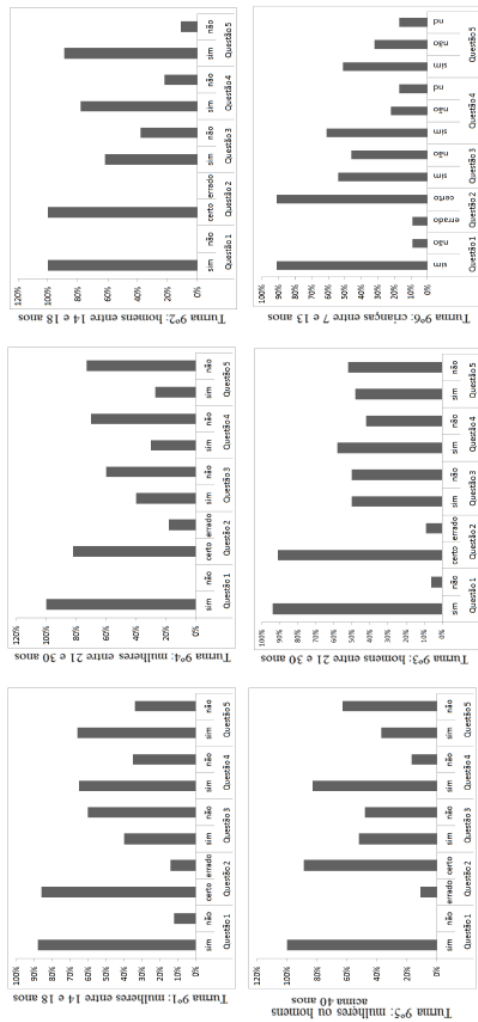 Turma 9º1: mulheres entre 14 e 18 anos
100%
90%
80%
70%
60%
50%
40%
30%
20%
10%
0%
sim não certo errado sim não sim não sim não
Questão 1 Questão 2 Questão 3 Questão 4 Questão 5
Turma 9º4: mulheres entre 21 e 30 anos
120%
100%
80%
60%
40%
20%
0%
sim não certo errado sim não sim não sim não
Questão 1 Questão 2 Questão 3 Questão 4 Questão 5
Turma 9º2: homens entre 14 e 18 anos
120%
100%
80%
60%
40%
20%
0%
sim não certo errado sim não sim não sim não
Questão 1 Questão 2 Questão 3 Questão 4 Questão 5
Turma 9º5: mulheres ou homens
acima 40 anos
120%
100%
80%
60%
40%
20%
0%
sim não errado certo sim não sim não sim não
Questão 1 Questão 2 Questão 3 Questão 4 Questão 5
Turma 9º3: homens entre 21 e 30 anos
100%
90%
80%
70%
60%
50%
40%
30%
20%
10%
0%
sim não certo errado sim não sim não sim não
Questão 1 Questão 2 Questão 3 Questão 4 Questão 5
Turma 9º6: crianças entre 7 e 13 anos
100%
90%
80%
70%
60%
50%
40%
30%
20%
10%
0%
sim não errado certo sim não sim não nd sim não nd
Questão 1 Questão 2 Questão 3 Questão 4 Questão 5